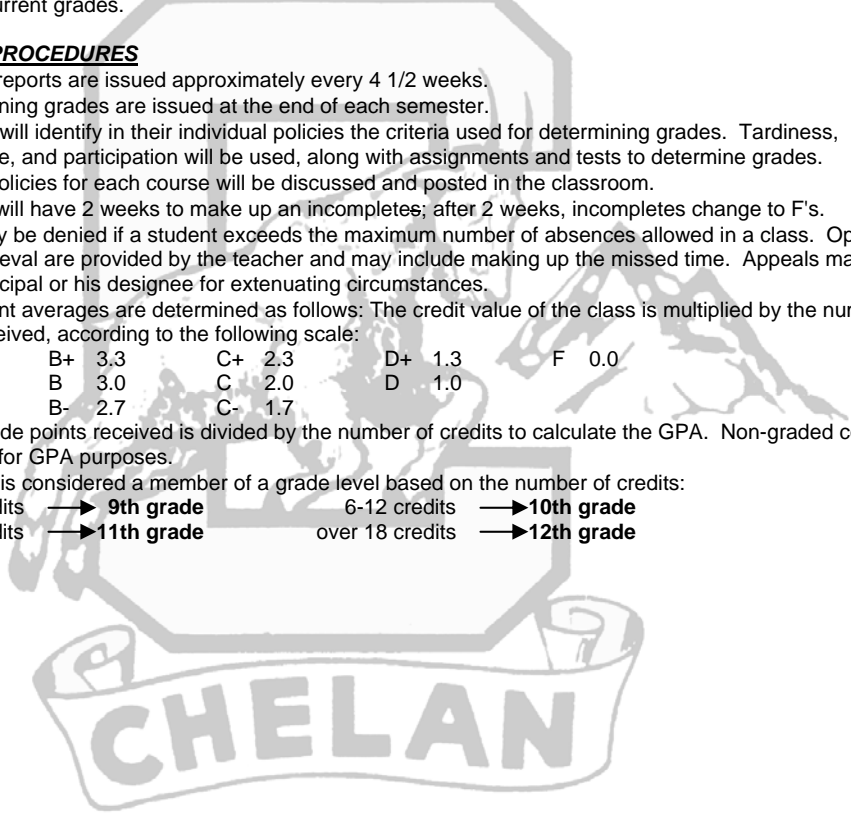 urrent grades.
PROCEDURES
reports are issued approximately every 4 1/2 weeks.
ning grades are issued at the end of each semester.
will identify in their individual policies the criteria used for determining grades. Tardiness,
e, and participation will be used, along with assignments and tests to determine grades.
olicies for each course will be discussed and posted in the classroom.
will have 2 weeks to make up an incompletes; after 2 weeks, incompletes change to F's.
y be denied if a student exceeds the maximum number of absences allowed in a class. Op
eval are provided by the teacher and may include making up the missed time. Appeals ma
cipal or his designee for extenuating circumstances.
nt averages are determined as follows: The credit value of the class is multiplied by the nu
eived, according to the following scale:
B+ 3.3 C+ 2.3 D+ 1.3 F 0.0
B 3.0 C 2.0 D 1.0
B- 2.7 C- 1.7
de points received is divided by the number of credits to calculate the GPA. Non-graded c
for GPA purposes.
is considered a member of a grade level based on the number of credits:
dits → 9th grade 6-12 credits → 10th grade
dits → 11th grade over 18 credits → 12th grade
CHELAN